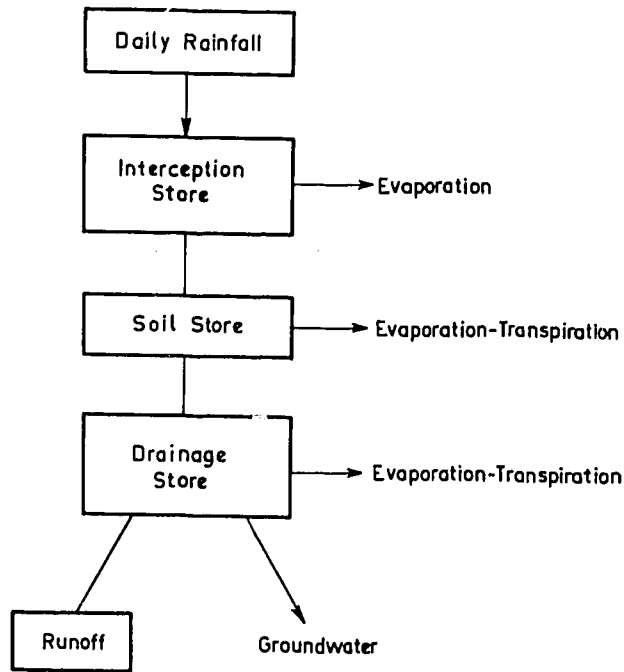 Daily Rainfall
Interception
Store
Evaporation
Soil Store
Evaporation-Transpiration
Drainage
Store
Evaporation-Transpiration
Runoff
Groundwater